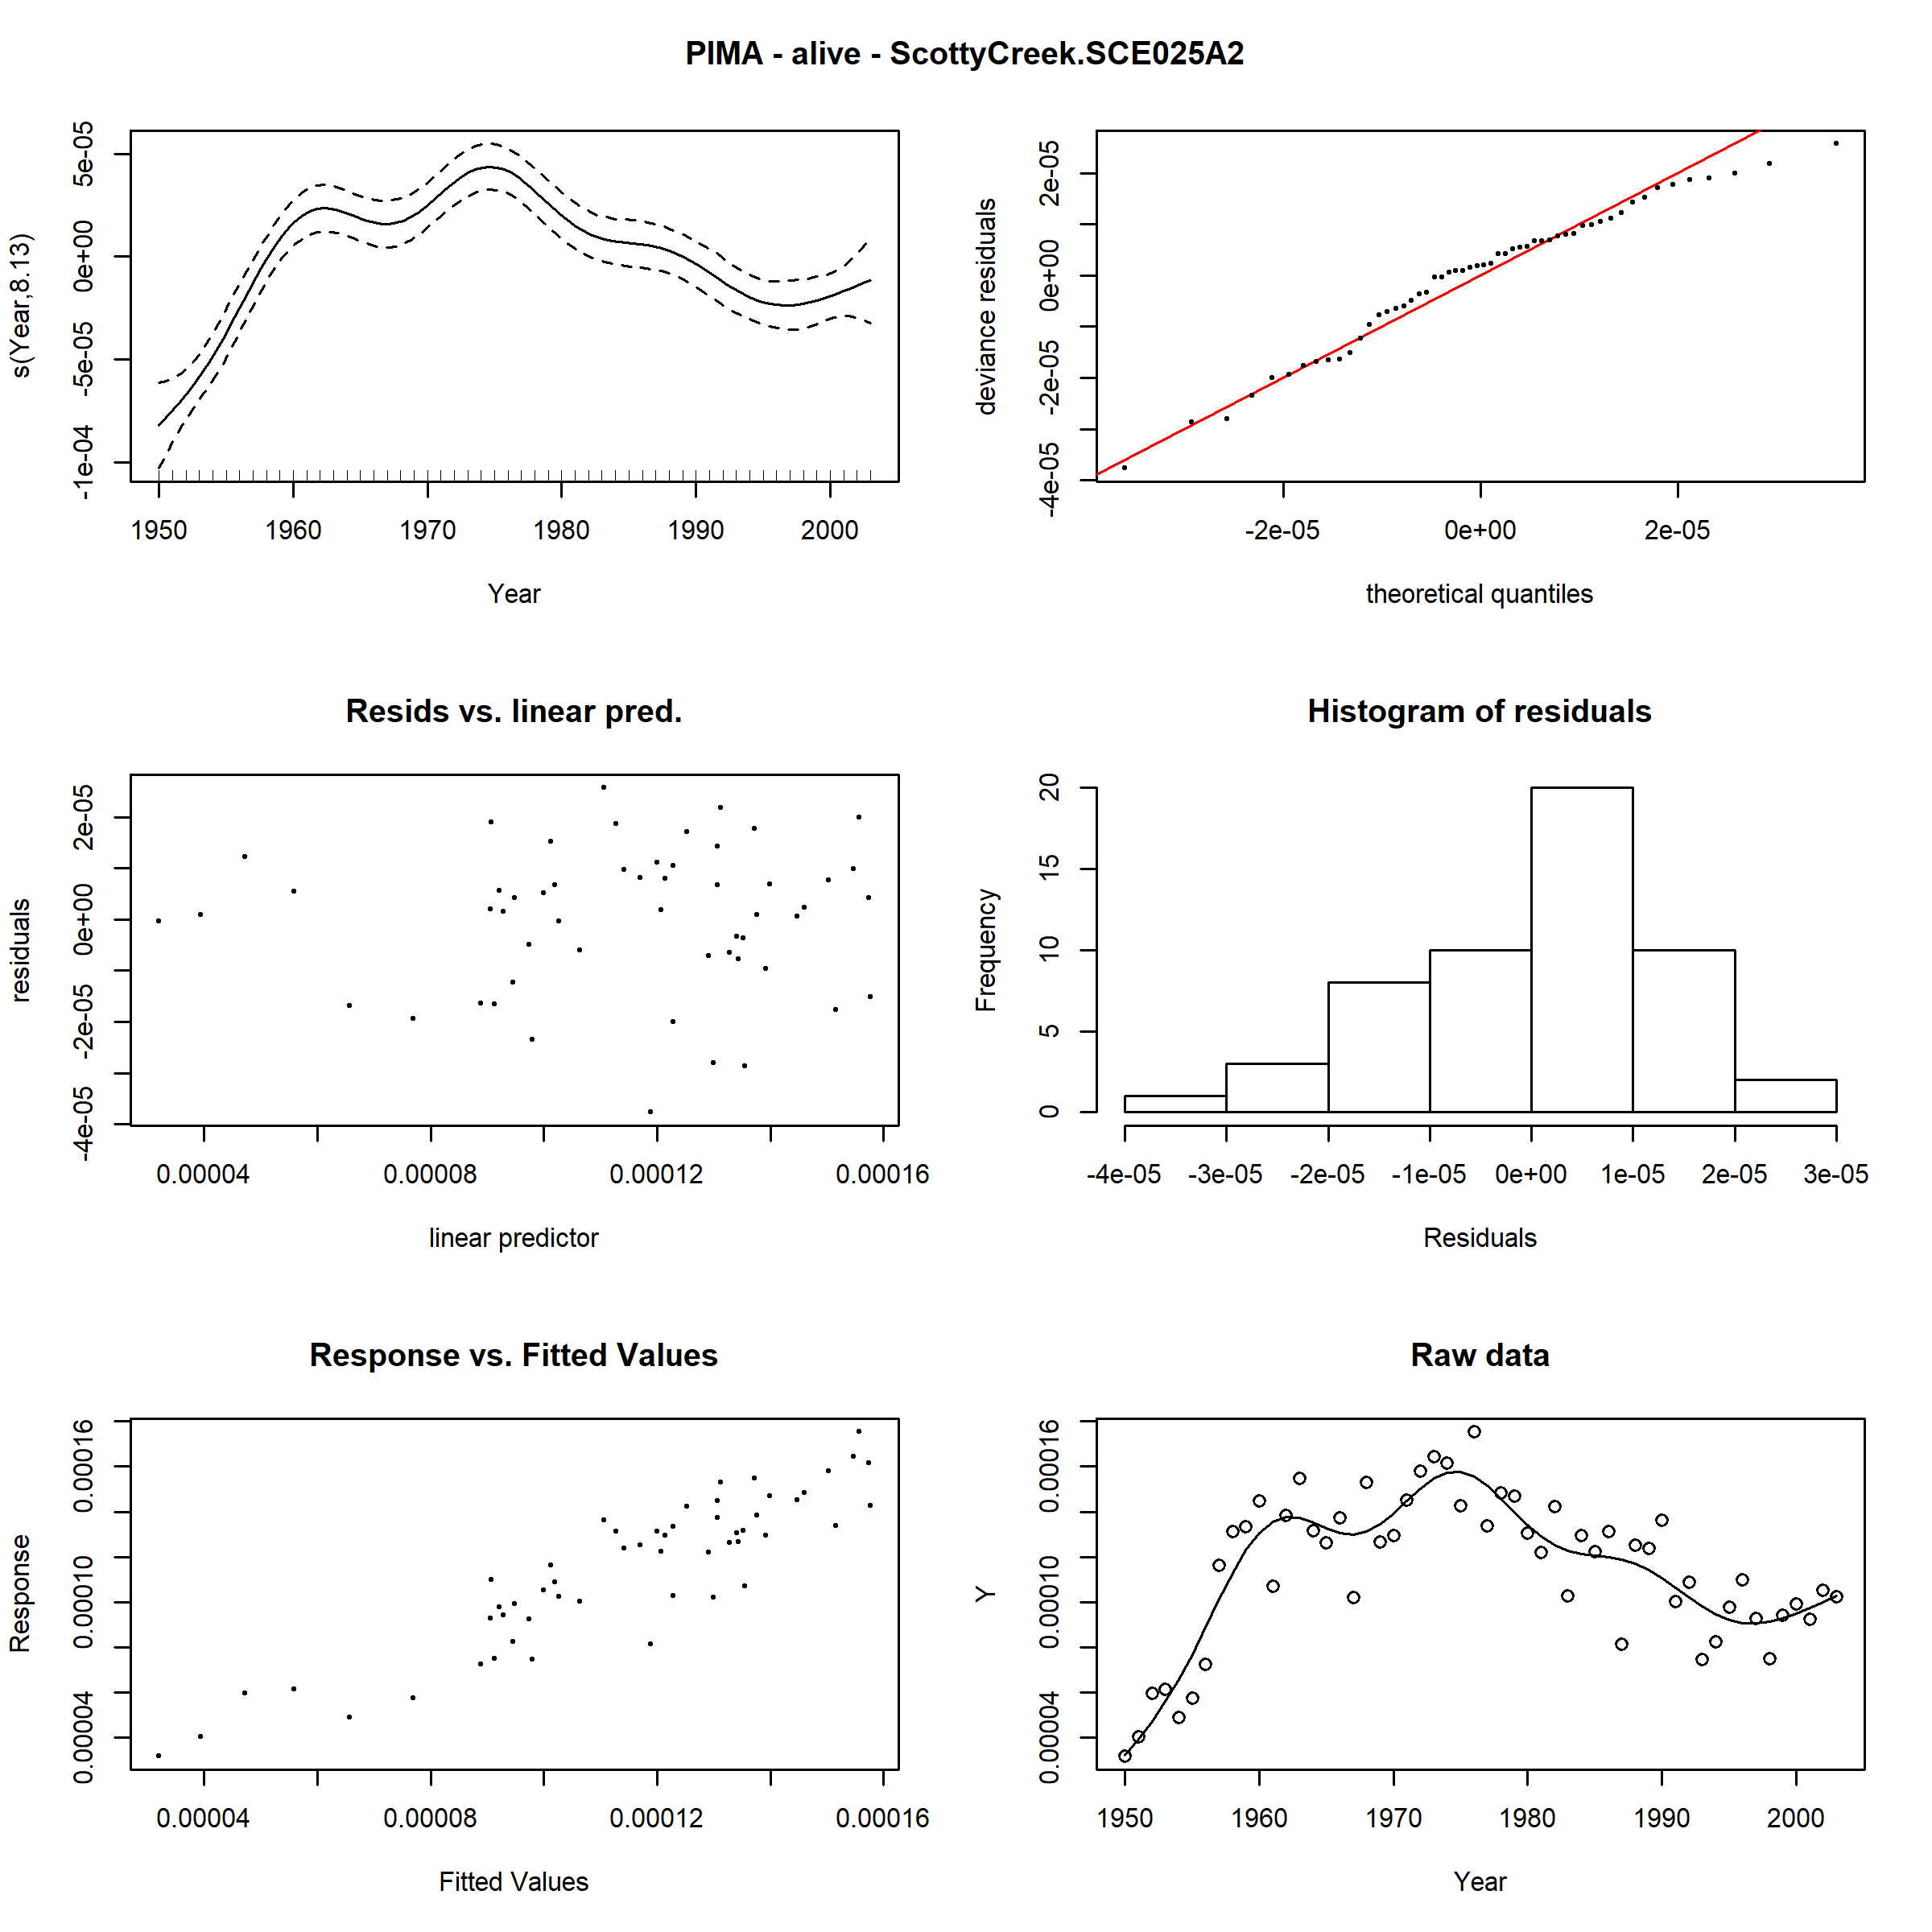 PIMA - alive - ScottyCreek.SCE025A2
s(Year,8.13)
5e-05
0e+00
-5e-05
-1e-04
1950 1960 1970 1980 1990 2000
Year
deviance residuals
2e-05
0e+00
-2e-05
-4e-05
-2e-05 0e+00 2e-05
theoretical quantiles
Resids vs. linear pred.
residuals
2e-05
0e+00
-2e-05
-4e-05
0.00004 0.00008 0.00012 0.00016
linear predictor
Histogram of residuals
Frequency
20
15
10
5
0
-4e-05 -3e-05 -2e-05 -1e-05 0e+00 1e-05 2e-05 3e-05
Residuals
Response vs. Fitted Values
Response
0.00016
0.00010
0.00004
0.00004 0.00008 0.00012 0.00016
Fitted Values
Raw data
Y
0.00016
0.00010
0.00004
1950 1960 1970 1980 1990 2000
Year